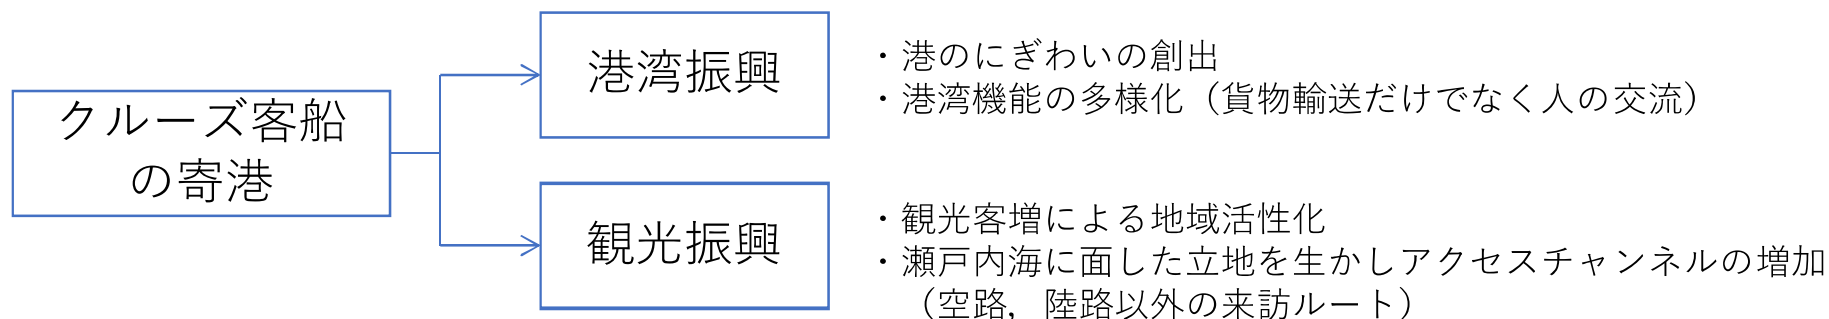 クルーズ客船
の寄港
港湾振興
・港のにぎわいの創出
・港湾機能の多様化（貨物輸送だけでなく人の交流）
観光振興
・観光客増による地域活性化
・瀬戸内海に面した立地を生かしアクセスチャンネルの増加
（空路，陸路以外の来訪ルート）